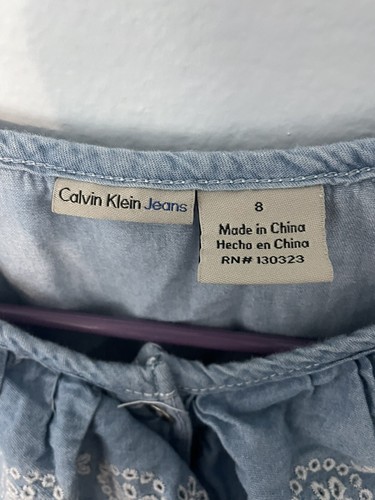 Calvin Klein Jeans
8
Made in China
Hecho en China
RN# 130323